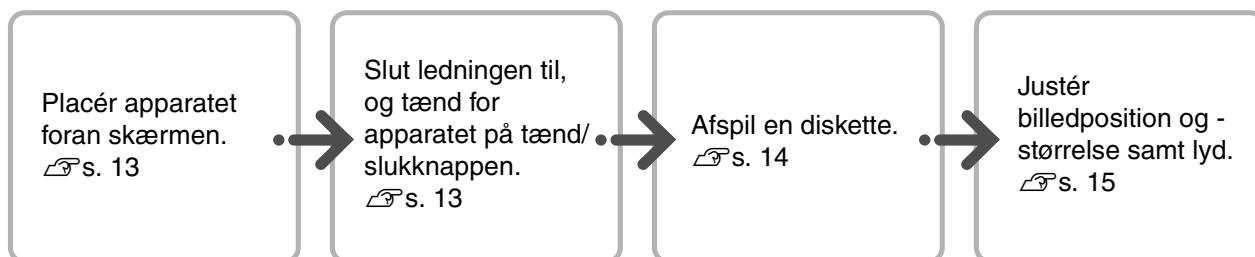 Placér apparatet
foran skærmen.
☞s. 13
Slut ledningen til,
og tænd for
apparatet på tænd/
slukknappen.
☞s. 13
Afspil en diskette.
☞s. 14
Justér
billedposition og -
størrelse samt lyd.
☞s. 15